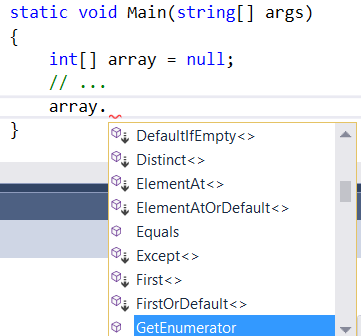 static void Main(string[] args)
{
    int[] array = null;
    // ...
    array.
}
DefaultIfEmpty<>
Distinct<>
ElementAt<>
ElementAtOrDefault<>
Equals
Except<>
First<>
FirstOrDefault<>
GetEnumerator